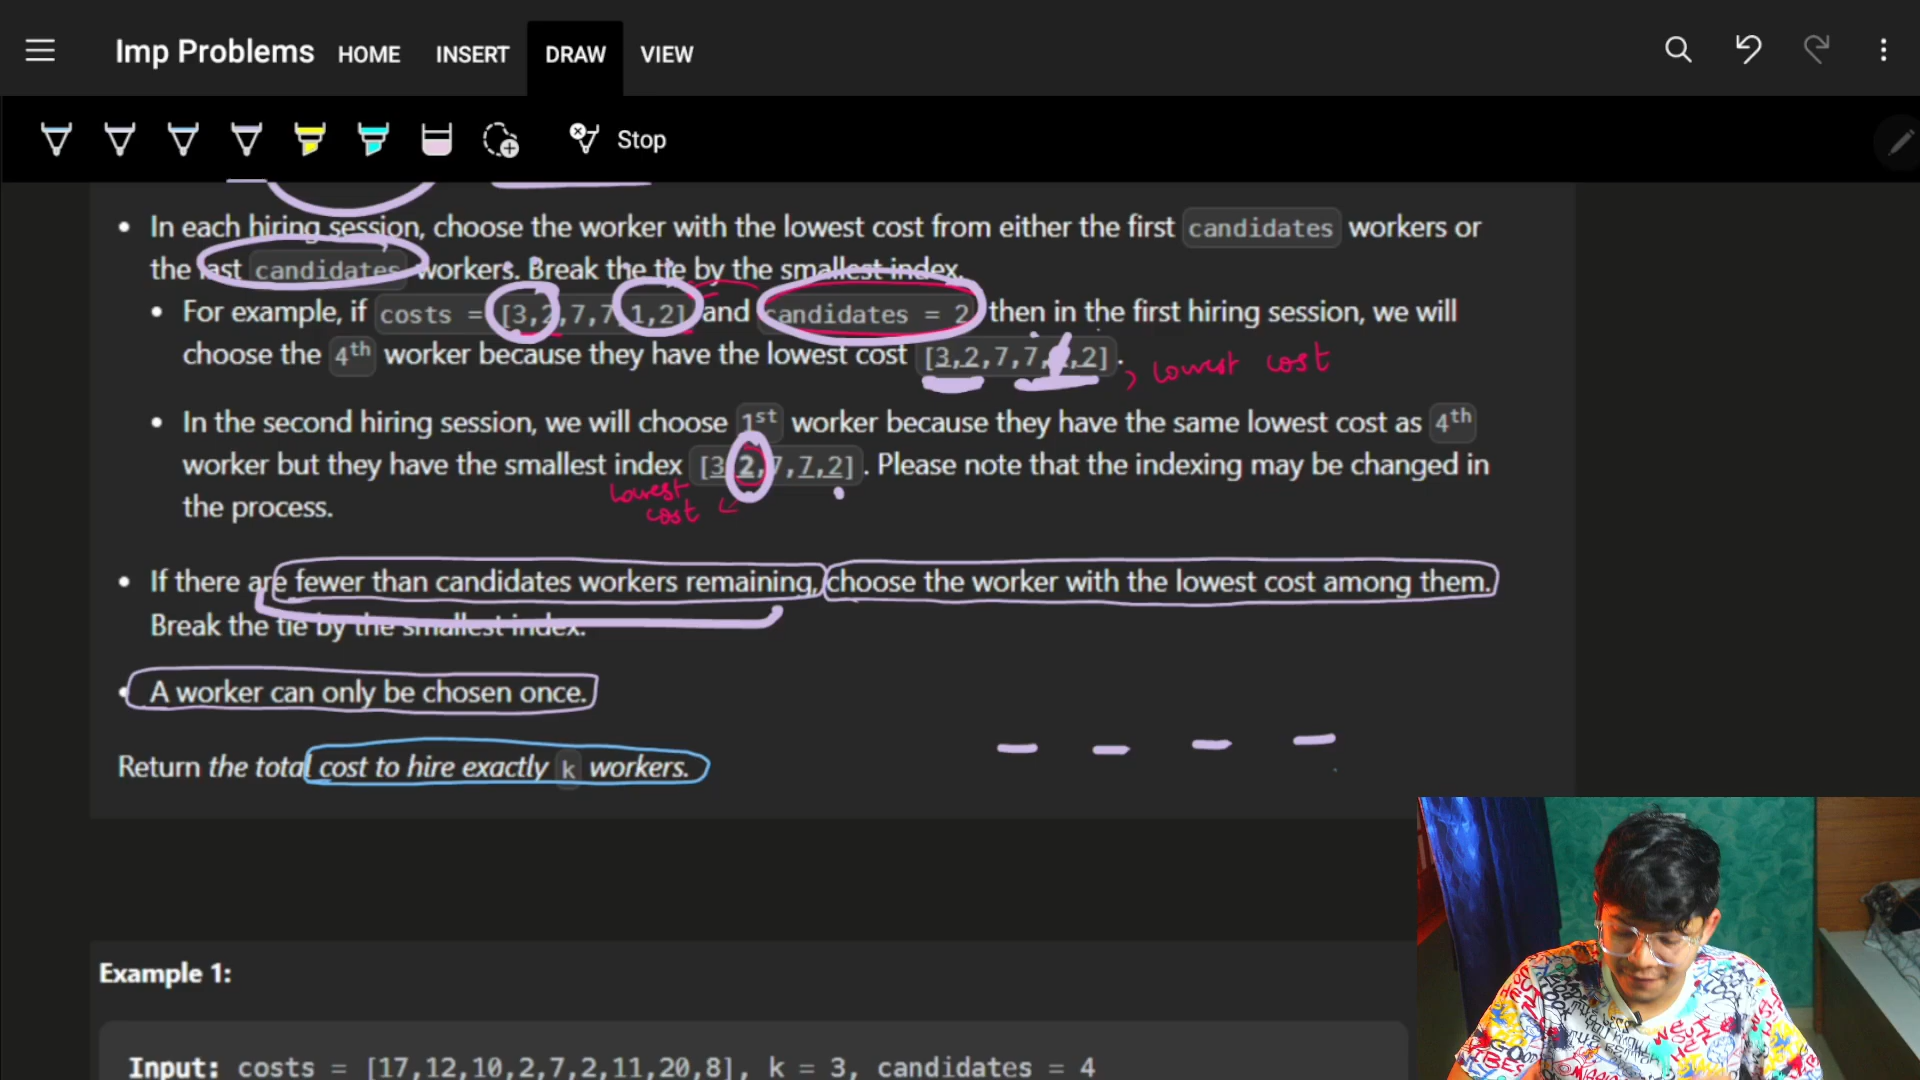 Imp Problems HOME INSERT DRAW VIEW
Stop
In each hiring session, choose the worker with the lowest cost from either the first candidates workers or
the last candidates workers. Break the tie by the smallest index.
For example, if costs = [3,2,7,7,1,2] and candidates = 2 then in the first hiring session, we will
choose the 4th worker because they have the lowest cost [3,2,7,7,1,2].
Lowest cost
In the second hiring session, we will choose 1st worker because they have the same lowest cost as 4th
worker but they have the smallest index [3,2,7,7,2]. Please note that the indexing may be changed in
the process.
Lowest
cost
If there are fewer than candidates workers remaining, choose the worker with the lowest cost among them.
Break the tie by the smallest index.
A worker can only be chosen once.
Return the total cost to hire exactly k workers.
Example 1:
Input: costs = [17,12,10,2,7,2,11,20,8], k = 3, candidates = 4